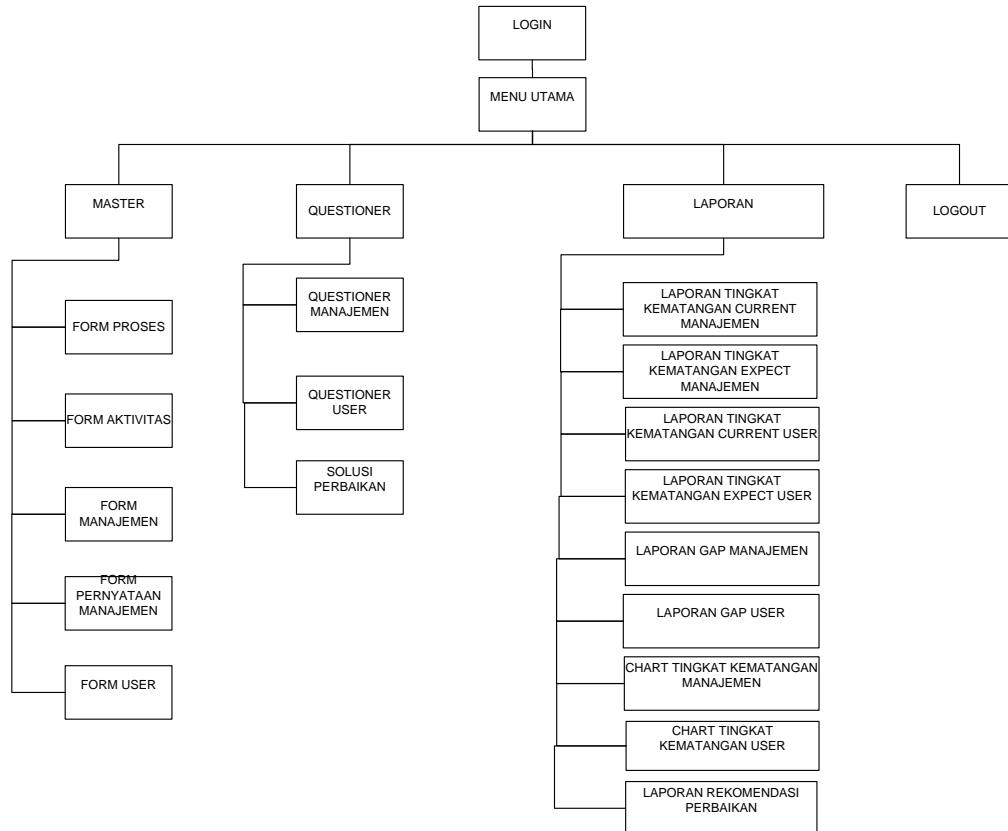 LOGIN
MENU UTAMA
MASTER
QUESTIONER
LAPORAN
LOGOUT
FORM PROSES
FORM AKTIVITAS
FORM
MANAJEMEN
FORM
PERNYATAAN
MANAJEMEN
FORM USER
QUESTIONER
MANAJEMEN
QUESTIONER
USER
SOLUSI
PERBAIKAN
LAPORAN TINGKAT
KEMATANGAN CURRENT
MANAJEMEN
LAPORAN TINGKAT
KEMATANGAN EXPECT
MANAJEMEN
LAPORAN TINGKAT
KEMATANGAN CURRENT USER
LAPORAN TINGKAT
KEMATANGAN EXPECT USER
LAPORAN GAP MANAJEMEN
LAPORAN GAP USER
CHART TINGKAT KEMATANGAN
MANAJEMEN
CHART TINGKAT
KEMATANGAN USER
LAPORAN REKOMENDASI
PERBAIKAN